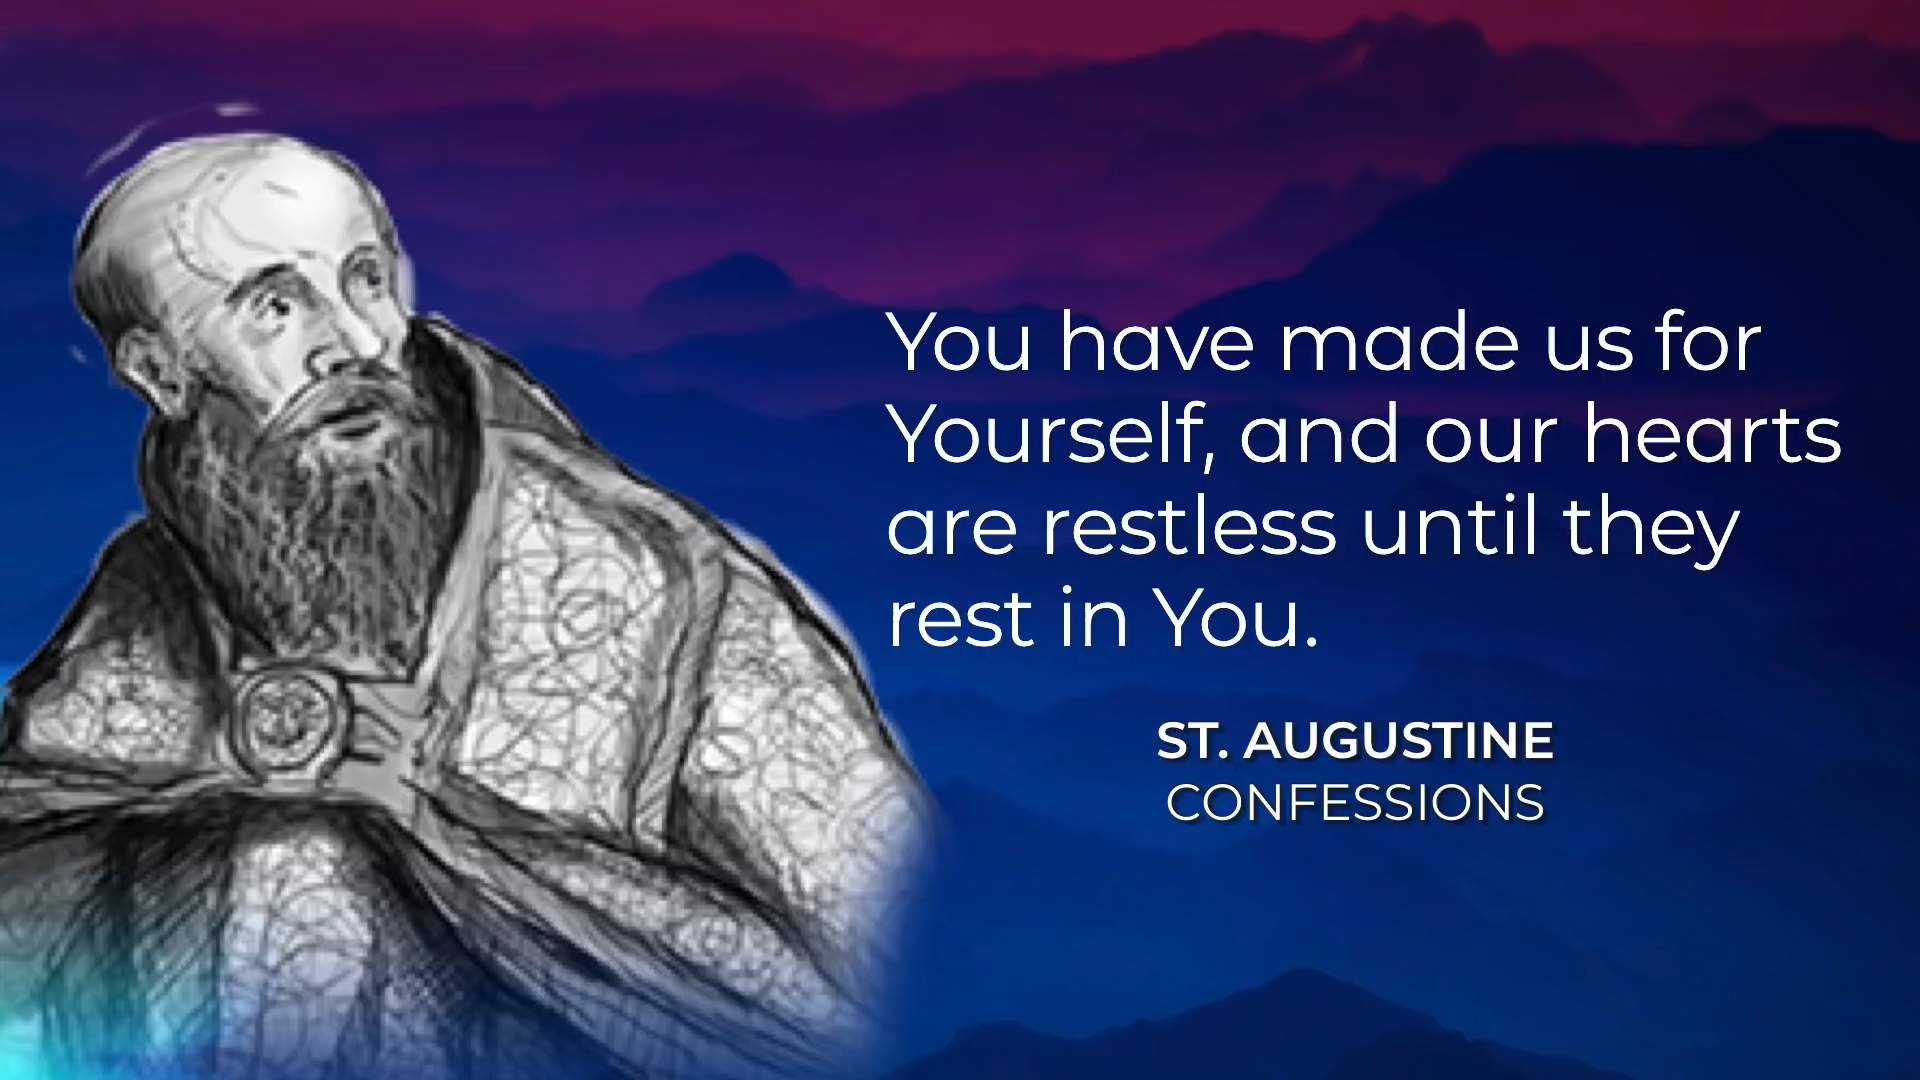 You have made us for
Yourself, and our hearts
are restless until they
rest in You.
ST. AUGUSTINE
CONFESSIONS